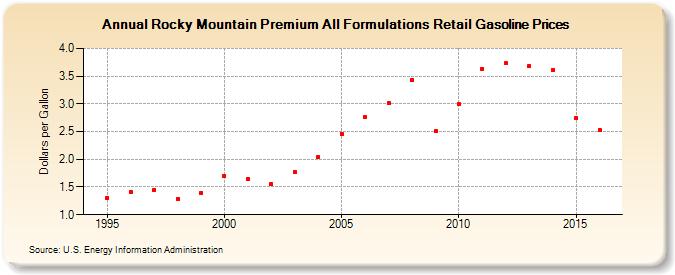 Annual Rocky Mountain Premium All Formulations Retail Gasoline Prices
Dollars per Gallon
4.0
3.5
3.0
2.5
2.0
1.5
1.0
1995 2000 2005 2010 2015
Source: U.S. Energy Information Administration